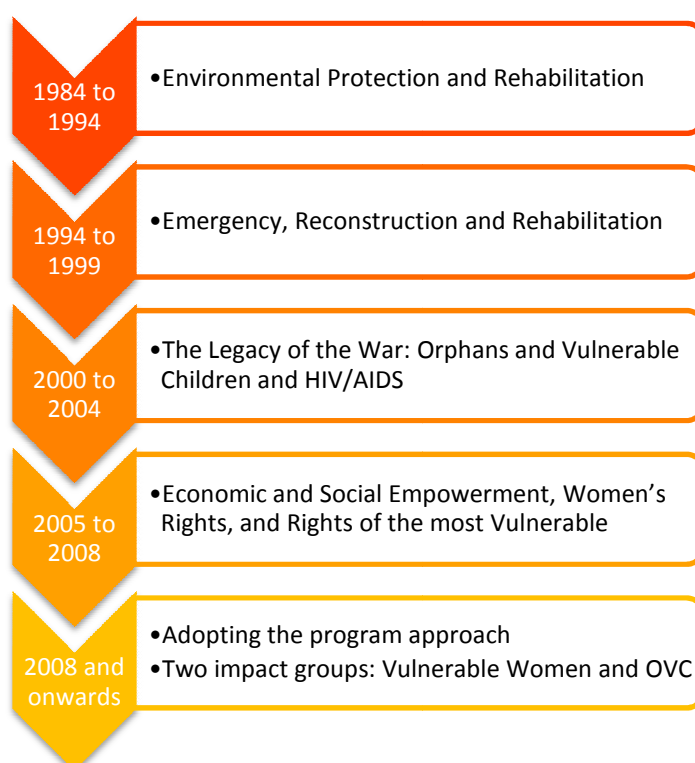 1984 to
1994
•Environmental Protection and Rehabilitation
1994 to
1999
•Emergency, Reconstruction and Rehabilitation
2000 to
2004
•The Legacy of the War: Orphans and Vulnerable
Children and HIV/AIDS
2005 to
2008
•Economic and Social Empowerment, Women’s
Rights, and Rights of the most Vulnerable
2008 and
onwards
•Adopting the program approach
•Two impact groups: Vulnerable Women and OVC